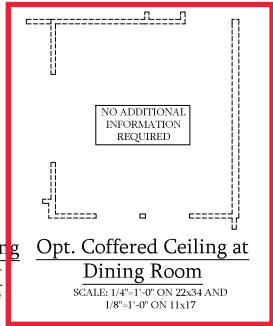 NO ADDITIONAL
INFORMATION
REQUIRED
Opt. Coffered Ceiling at
Dining Room
SCALE: 1/4"=1'-0" ON 22x34 AND
1/8"=1'-0" ON 11x17